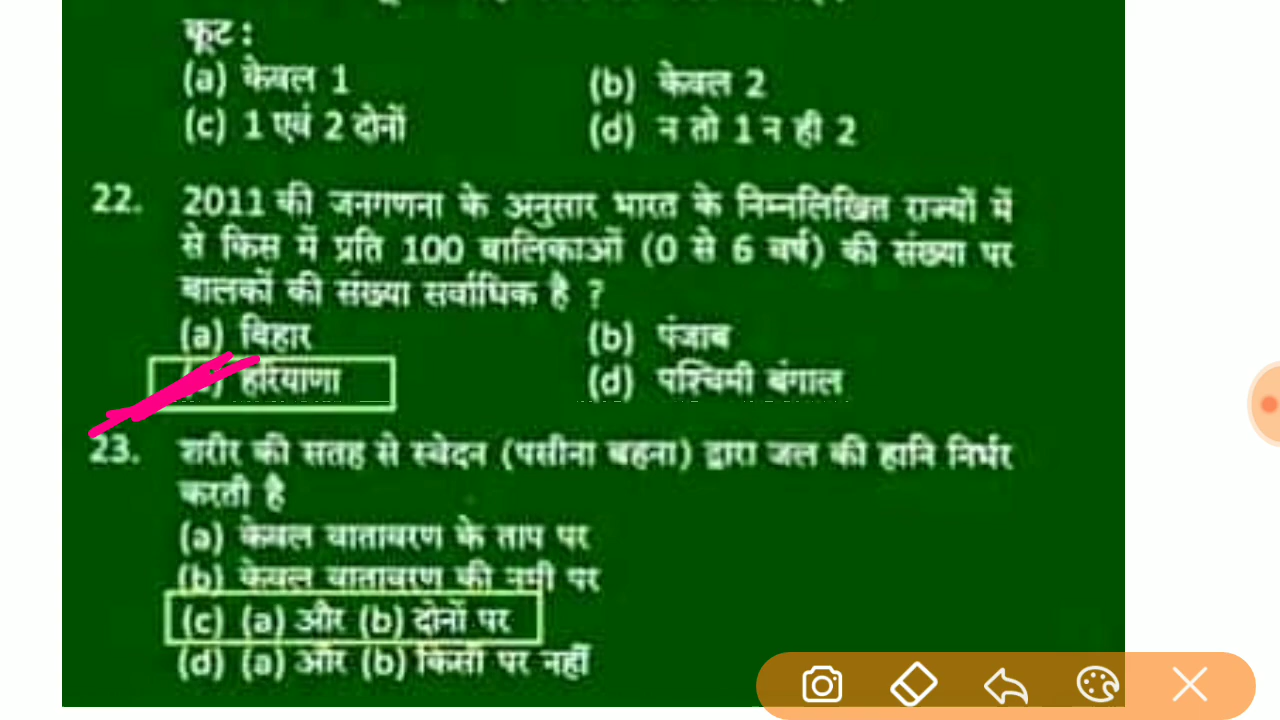 कूट :
(a) केवल 1 (b) केवल 2
(c) 1 एवं 2 दोनों (d) न तो 1 न ही 2
22. 2011 की जनगणना के अनुसार भारत के निम्नलिखित राज्यों में
से किस में प्रति 100 बालिकाओं (0 से 6 वर्ष) की संख्या पर
बालकों की संख्या सर्वाधिक है ?
(a) बिहार (b) पंजाब
हरियाणा (d) पश्चिमी बंगाल
23. शरीर की सतह से स्वेदन (पसीना बहना) द्वारा जल की हानि निर्भर
करती है
(a) केवल वातावरण के ताप पर
(b) केवल वातावरण की नमी पर
(c) (a) और (b) दोनों पर
(d) (a) और (b) किसी पर नहीं